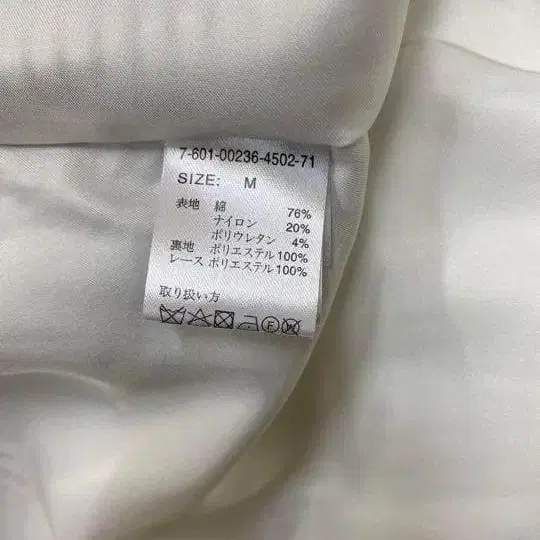 7-601-00236-4502-71
SIZE: M
表地 綿 76%
ナイロン 20%
ポリウレタン 4%
裏地 ポリエステル100%
レース ポリエステル100%
取り扱い方